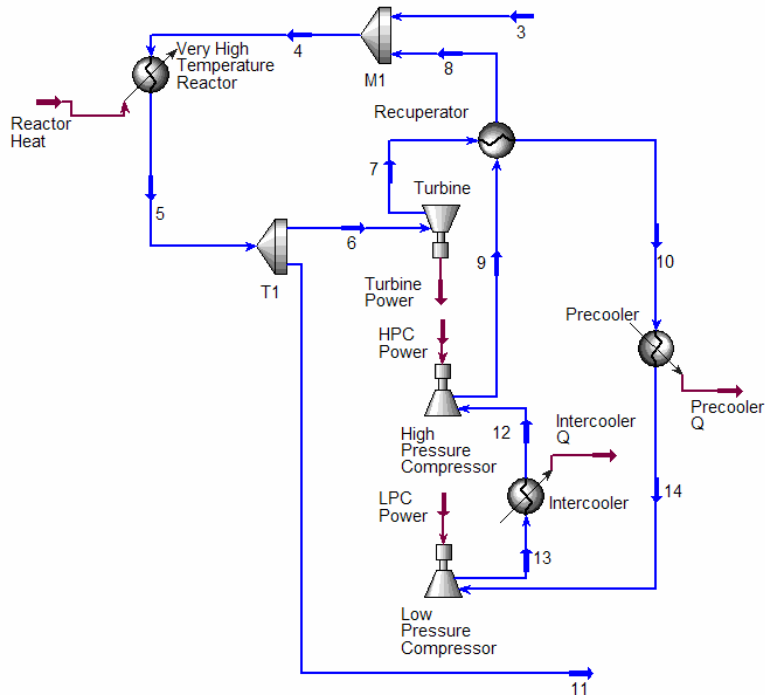 3
4
Very High
Temperature
Reactor
M1
8
Reactor
Heat
Recuperator
7
Turbine
5
6
9
10
T1
Turbine
Power
HPC
Power
Precooler
High
Pressure
Compressor
12
Intercooler
Q
Precooler
Q
LPC
Power
Intercooler
14
13
Low
Pressure
Compressor
11